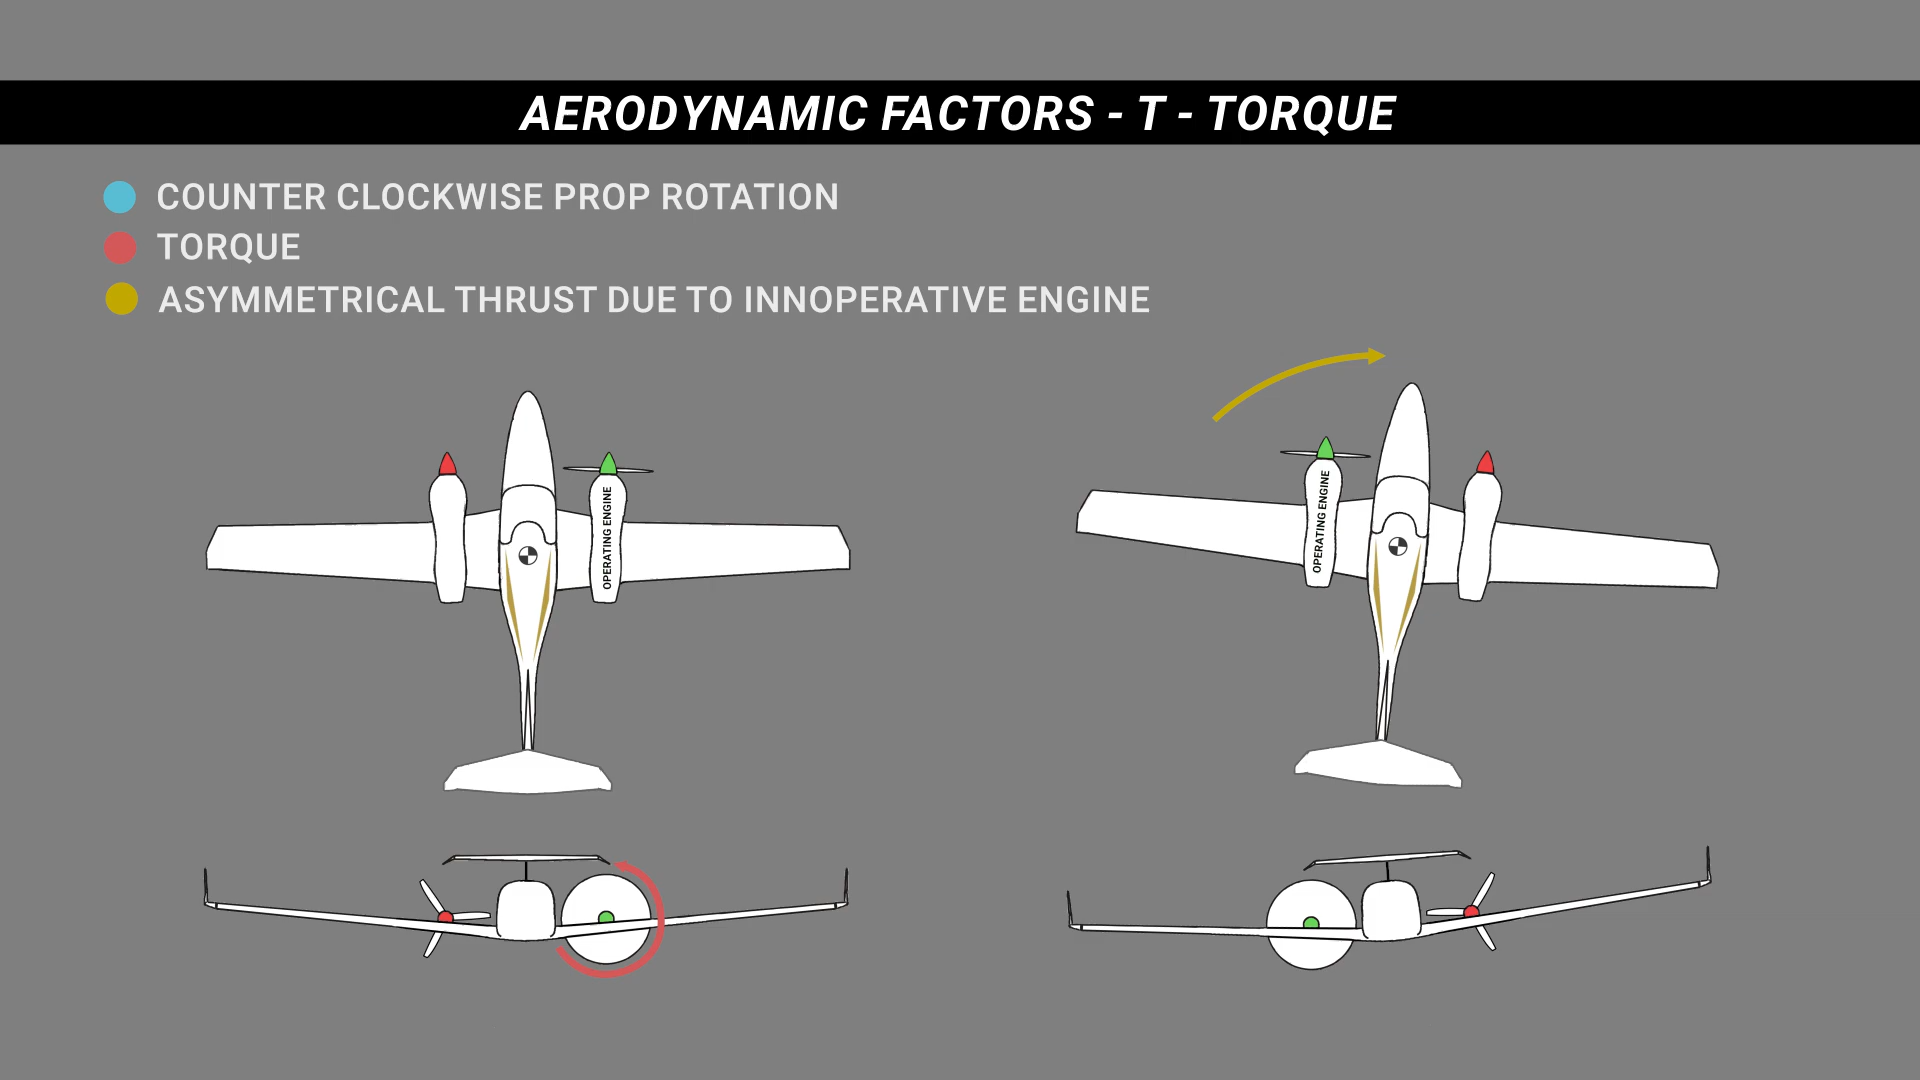 AERODYNAMIC FACTORS - T - TORQUE
COUNTER CLOCKWISE PROP ROTATION
TORQUE
ASYMMETRICAL THRUST DUE TO INNOPERATIVE ENGINE
OPERATING ENGINE
OPERATING ENGINE